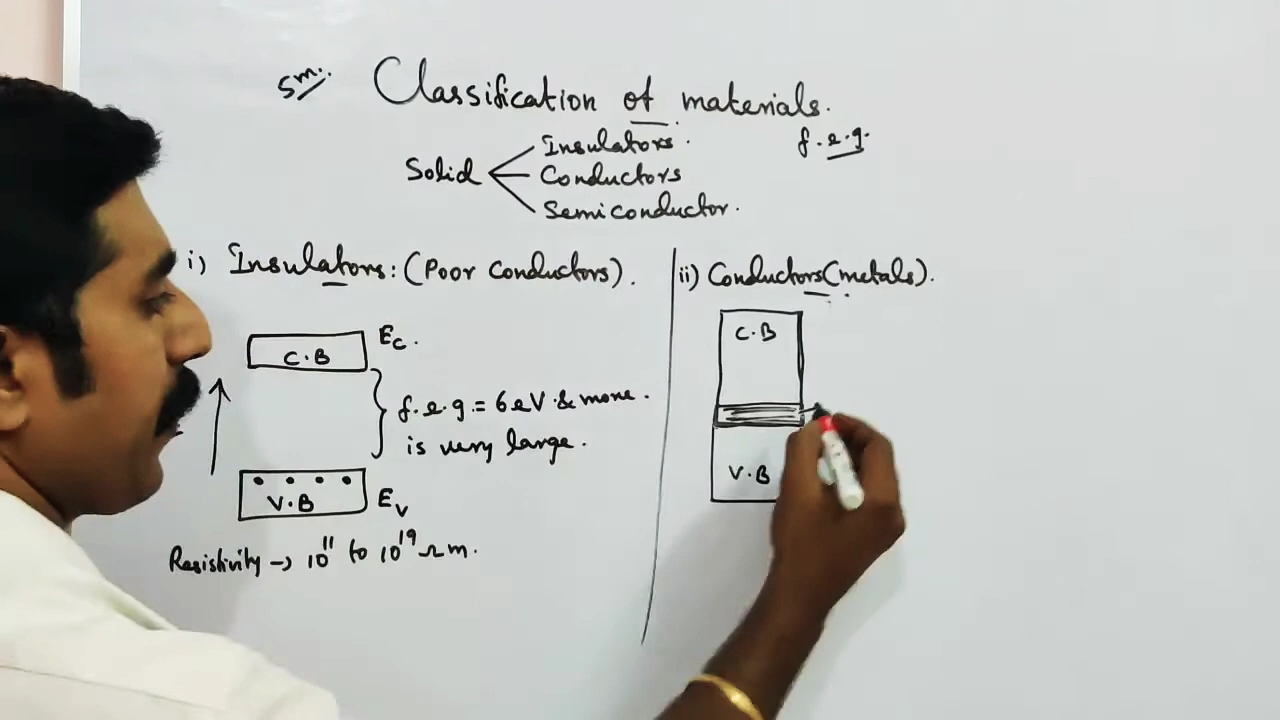 5m. Classification of materials.
f.e.g.
Solid
Insulators.
Conductors
Semiconductor.
i) Insulators: (Poor Conductors).
C.B
Ec.
f.e.g = 6eV & more.
is very large.
V.B
Ev
Resistivity → 10¹¹ to 10¹⁹ Ωm.
ii) Conductors (metals).
C.B
V.B